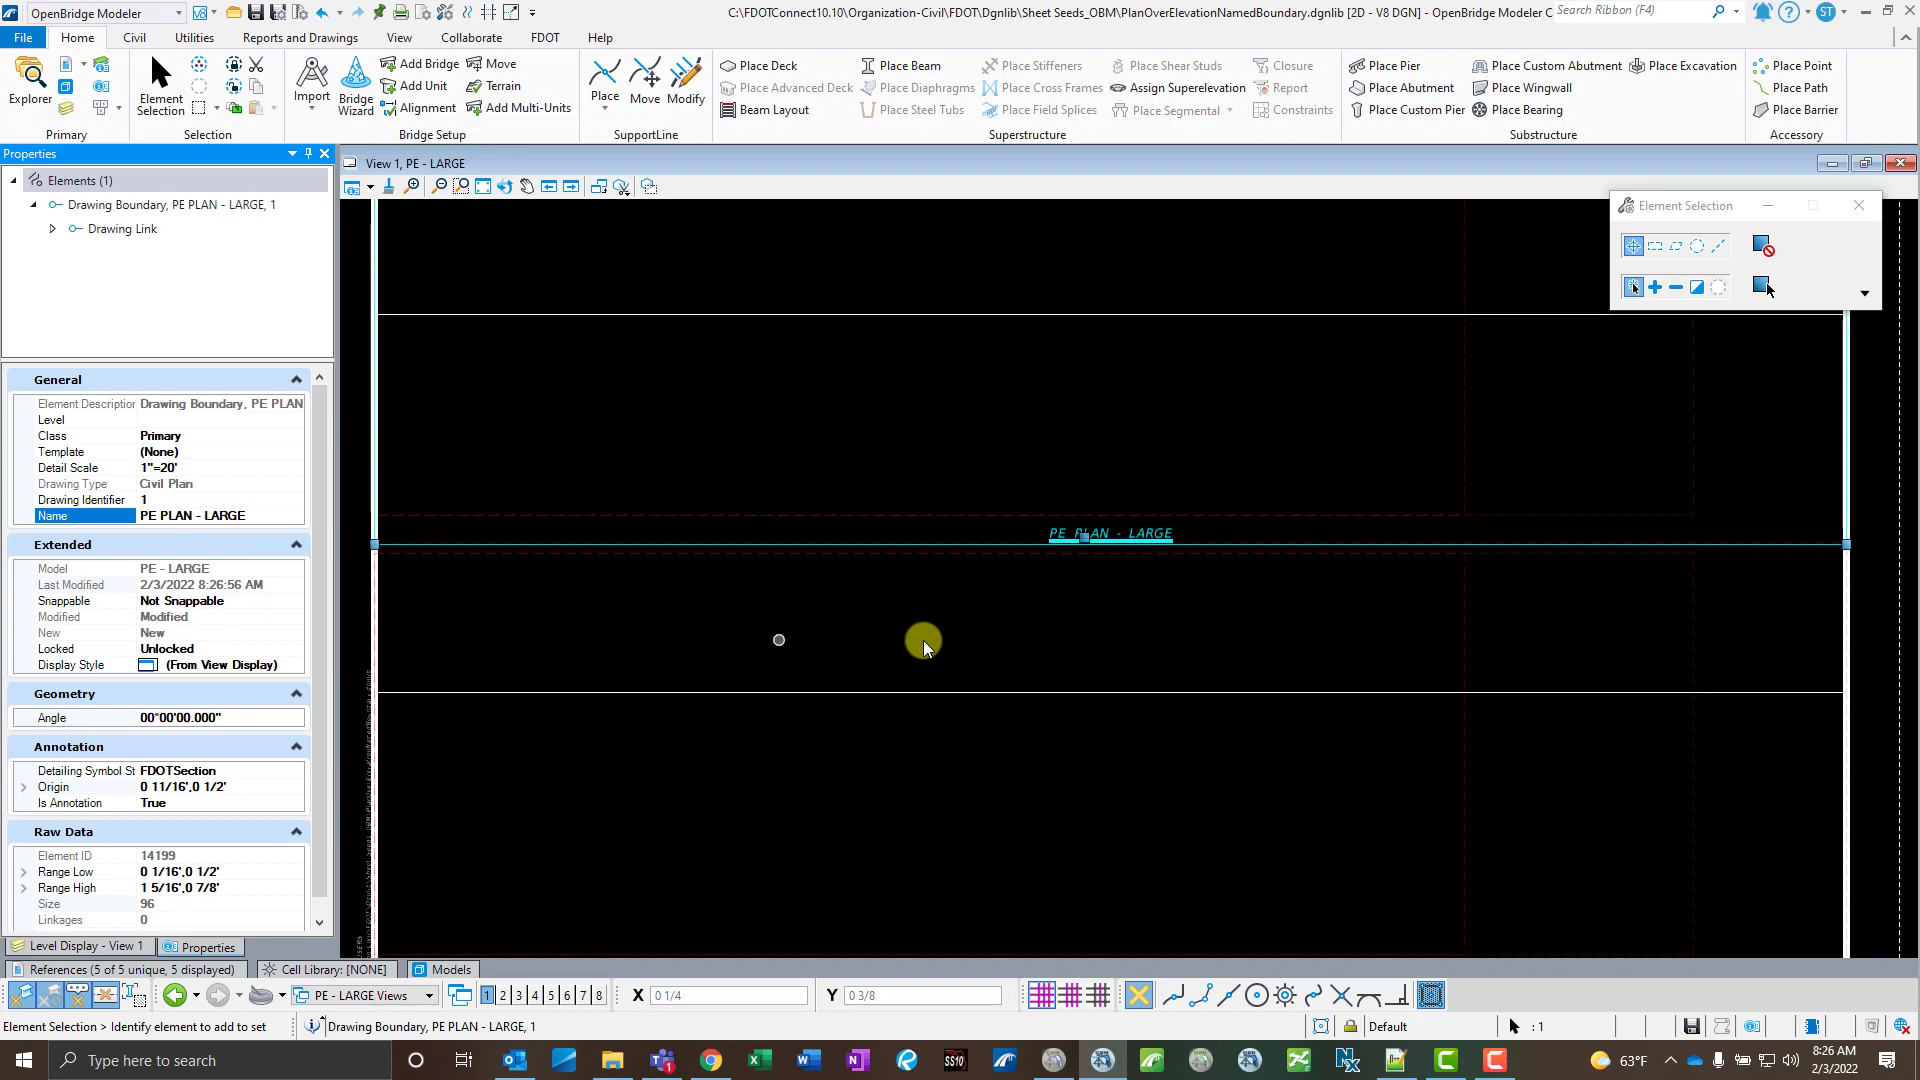 OpenBridge Modeler
C:\FDOTConnect10.10\Organization-Civil\FDOT\Dgnlib\Sheet Seeds_OBM\PlanOverElevationNamedBoundary.dgnlib [2D - V8 DGN] - OpenBridge Modeler C
Search Ribbon (F4)
ST
File Home Civil Utilities Reports and Drawings View Collaborate FDOT Help
Explorer
Primary
Element
Selection
Selection
Import
Bridge
Wizard
Add Bridge
Move
Add Unit
Terrain
Alignment
Add Multi-Units
Bridge Setup
Place
Move
Modify
SupportLine
Place Deck
Place Beam
Place Stiffeners
Place Shear Studs
Closure
Place Advanced Deck
Place Diaphragms
Place Cross Frames
Assign Superelevation
Report
Beam Layout
Place Steel Tubs
Place Field Splices
Place Segmental
Constraints
Superstructure
Place Pier
Place Custom Abutment
Place Excavation
Place Abutment
Place Wingwall
Place Custom Pier
Place Bearing
Substructure
Place Point
Place Path
Place Barrier
Accessory
Properties
Elements (1)
Drawing Boundary, PE PLAN - LARGE, 1
Drawing Link
View 1, PE - LARGE
Element Selection
PE PLAN - LARGE
General
Element Description Drawing Boundary, PE PLAN
Level
Class Primary
Template (None)
Detail Scale 1"=20'
Drawing Type Civil Plan
Drawing Identifier 1
Name PE PLAN - LARGE
Extended
Model PE - LARGE
Last Modified 2/3/2022 8:26:56 AM
Snappable Not Snappable
Modified Modified
New New
Locked Unlocked
Display Style (From View Display)
Geometry
Angle 00°00'00.000"
Annotation
Detailing Symbol St FDOTSection
Origin 0 11/16',0 1/2'
Is Annotation True
Raw Data
Element ID 14199
Range Low 0 1/16',0 1/2'
Range High 1 5/16',0 7/8'
Size 96
Linkages 0
Level Display - View 1 Properties
References (5 of 5 unique, 5 displayed) Cell Library: [NONE] Models
PE - LARGE Views 1 2 3 4 5 6 7 8 X 0 1/4 Y 0 3/8
Element Selection > Identify element to add to set Drawing Boundary, PE PLAN - LARGE, 1 Default : 1
Type here to search
63°F
8:26 AM
2/3/2022